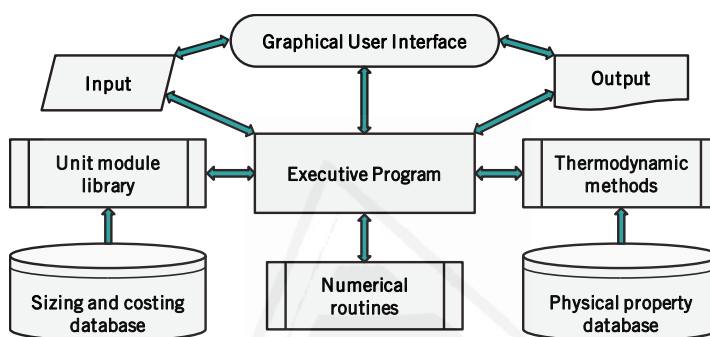 Graphical User Interface
Input
Output
Unit module
library
Executive Program
Thermodynamic
methods
Sizing and costing
database
Numerical
routines
Physical property
database